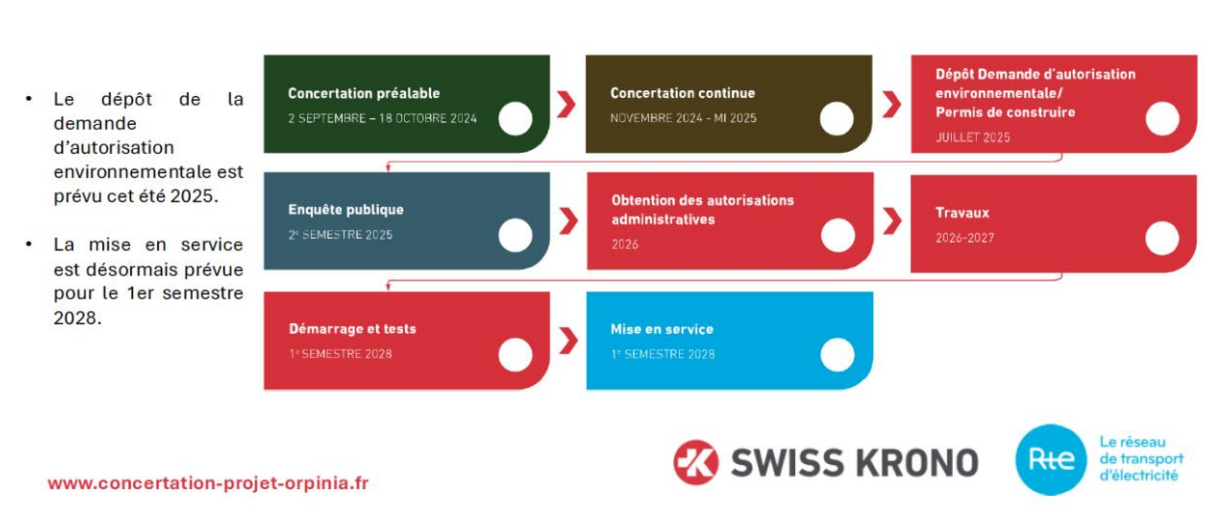 • Le dépôt de la
demande
d'autorisation
environnementale est
prévu cet été 2025.
• La mise en service
est désormais prévue
pour le 1er semestre
2028.
Concertation préalable
2 SEPTEMBRE – 18 OCTOBRE 2024
Concertation continue
NOVEMBRE 2024 - MI 2025
Dépôt Demande d'autorisation
environnementale/
Permis de construire
JUILLET 2025
Enquête publique
2e SEMESTRE 2025
Obtention des autorisations
administratives
2026
Travaux
2026-2027
Démarrage et tests
1e SEMESTRE 2028
Mise en service
1e SEMESTRE 2028
www.concertation-projet-orpinia.fr
SWISS KRONO
Rte
Le réseau
de transport
d'électricité